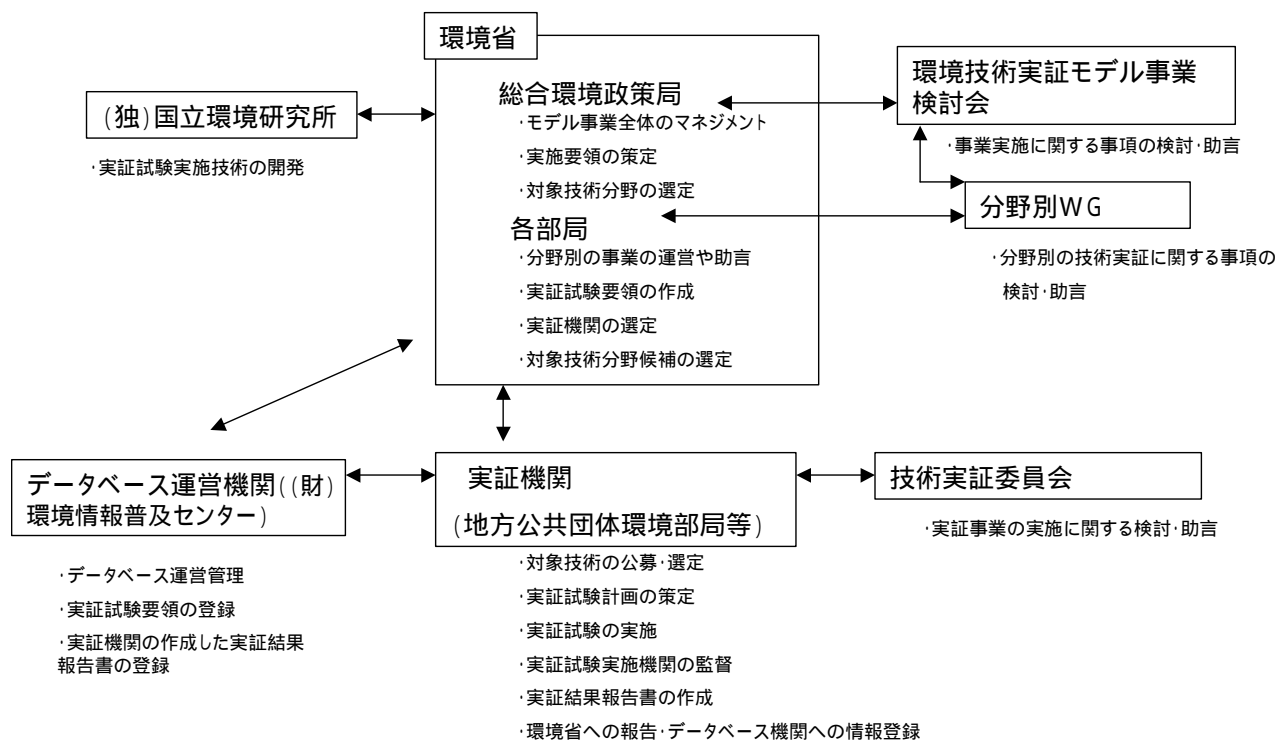 環境省
総合環境政策局
･モデル事業全体のマネジメント
･実施要領の策定
･対象技術分野の選定
各部局
･分野別の事業の運営や助言
･実証試験要領の作成
･実証機関の選定
･対象技術分野候補の選定
(独)国立環境研究所
･実証試験実施技術の開発
環境技術実証モデル事業
検討会
･事業実施に関する事項の検討･助言
分野別WG
･分野別の技術実証に関する事項の
検討･助言
データベース運営機関((財)
環境情報普及センター)
･データベース運営管理
･実証試験要領の登録
･実証機関の作成した実証結果
報告書の登録
実証機関
(地方公共団体環境部局等)
･対象技術の公募･選定
･実証試験計画の策定
･実証試験の実施
･実証試験実施機関の監督
･実証結果報告書の作成
･環境省への報告･データベース機関への情報登録
技術実証委員会
･実証事業の実施に関する検討･助言